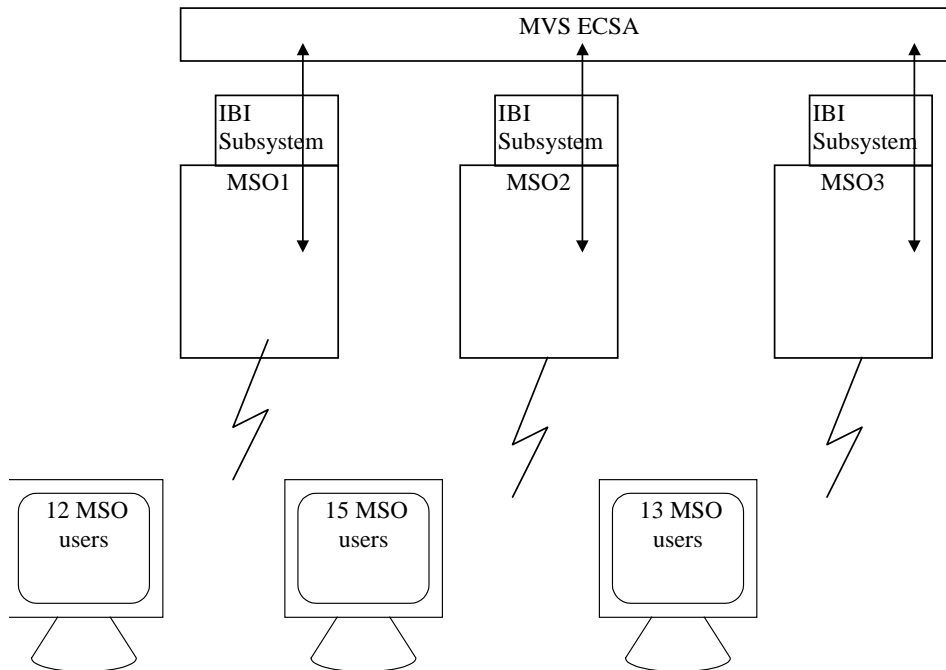 MVS ECSA
IBI
Subsystem
IBI
Subsystem
IBI
Subsystem
MSO1
MSO2
MSO3
12 MSO
users
15 MSO
users
13 MSO
users